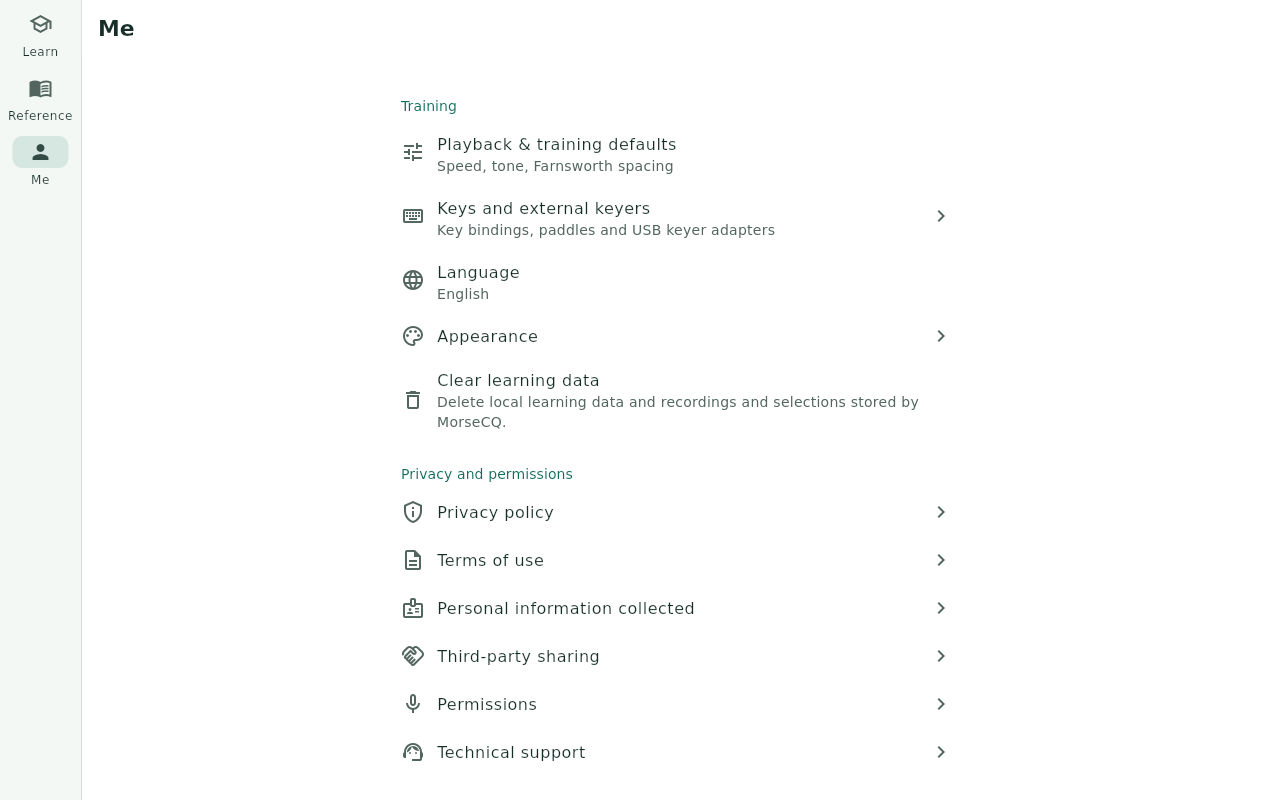 Learn
Reference
Me
Me
Training
Playback & training defaults
Speed, tone, Farnsworth spacing
Keys and external keyers
Key bindings, paddles and USB keyer adapters
Language
English
Appearance
Clear learning data
Delete local learning data and recordings and selections stored by
MorseCQ.
Privacy and permissions
Privacy policy
Terms of use
Personal information collected
Third-party sharing
Permissions
Technical support